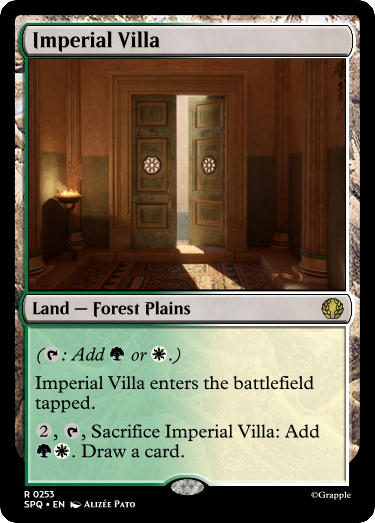 Imperial Villa
Land — Forest Plains
(: Add or .)
Imperial Villa enters the battlefield
tapped.
2, , Sacrifice Imperial Villa: Add
. Draw a card.
R 0253
SPQ • EN Alizée Pato
©Grapple